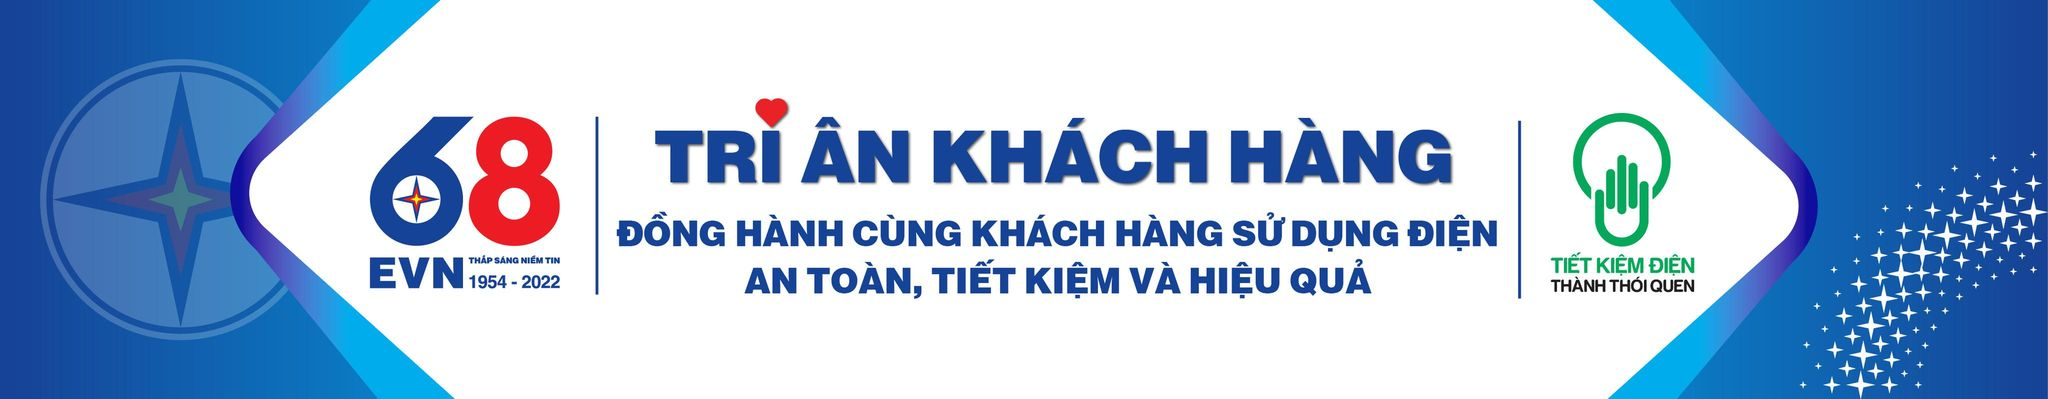 68
EVN THẮP SÁNG NIỀM TIN
1954 - 2022
TRI ÂN KHÁCH HÀNG
ĐỒNG HÀNH CÙNG KHÁCH HÀNG SỬ DỤNG ĐIỆN
AN TOÀN, TIẾT KIỆM VÀ HIỆU QUẢ
TIẾT KIỆM ĐIỆN
THÀNH THÓI QUEN